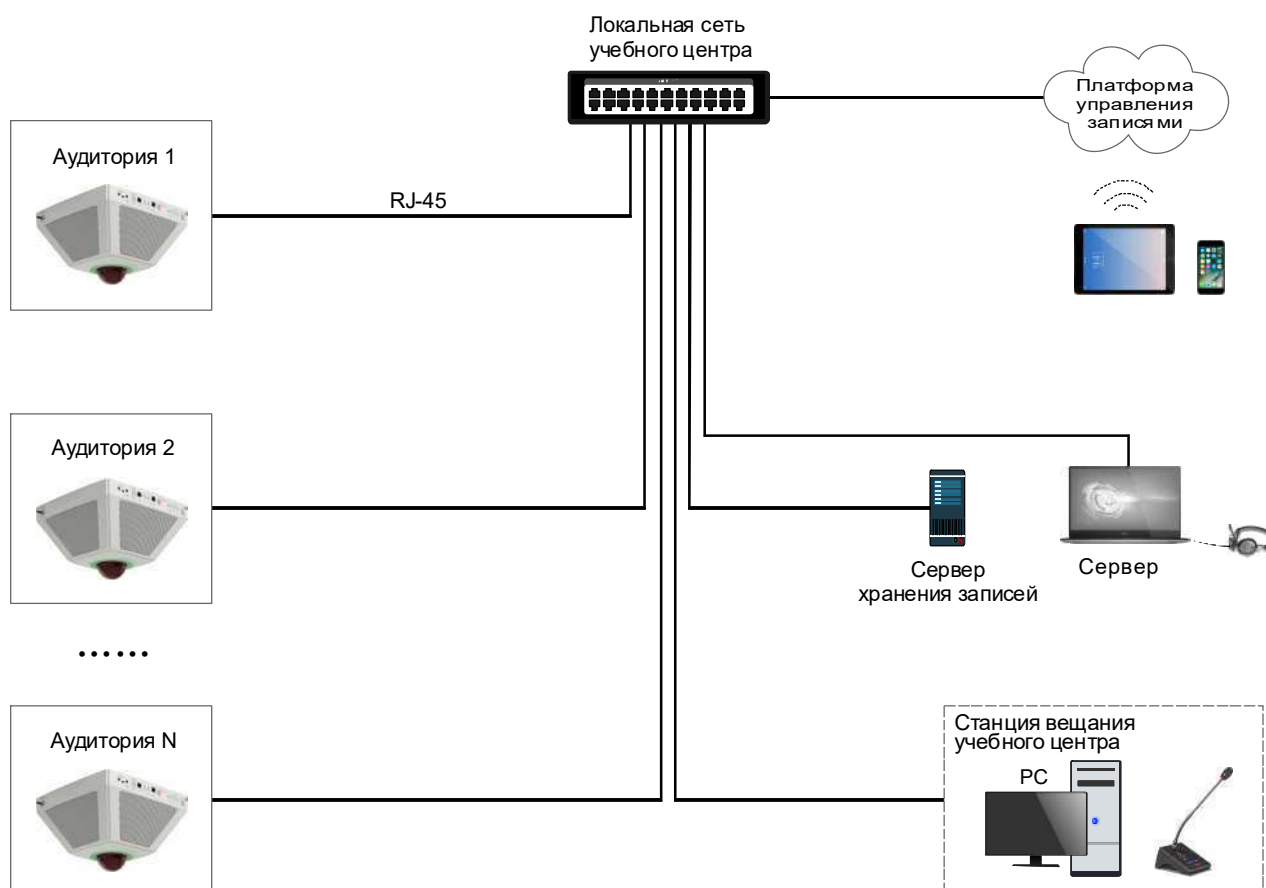 Локальная сеть
учебного центра
Платформа
управления
записями
Аудитория 1
RJ-45
Аудитория 2
Сервер
хранения записей
Сервер
......
Аудитория N
Станция вещания
учебного центра
PC